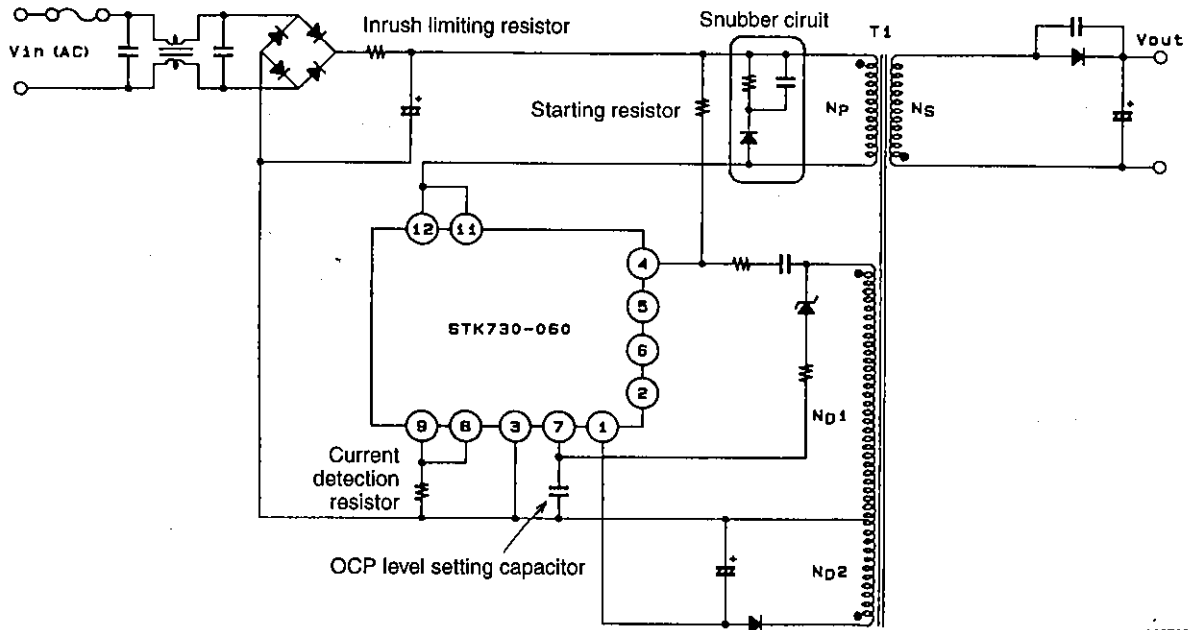 Inrush limiting resistor
Snubber ciruit
T1
Vin (AC)
Vout
Starting resistor
NP
NS
12
11
4
5
STK730-060
6
2
ND1
9
8
3
7
1
Current
detection
resistor
OCP level setting capacitor
ND2